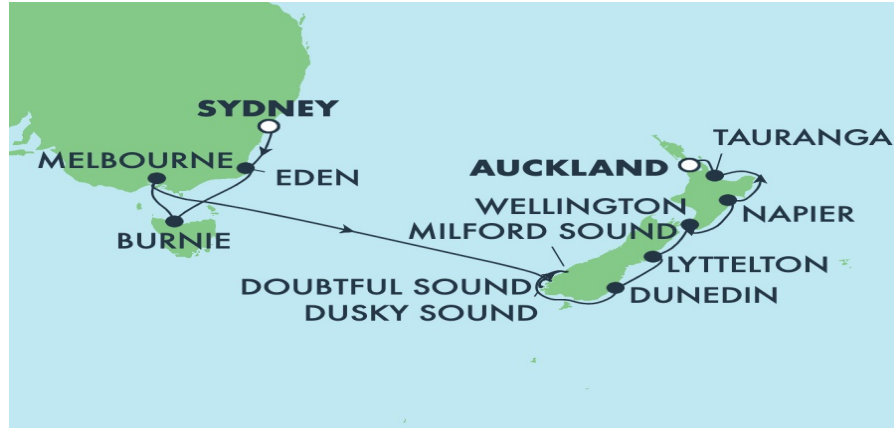 SYDNEY
MELBOURNE
EDEN
BURNIE
TAURANGA
AUCKLAND
WELLINGTON
NAPIER
MILFORD SOUND
LYTTELTON
DOUBTFUL SOUND
DUNEDIN
DUSKY SOUND